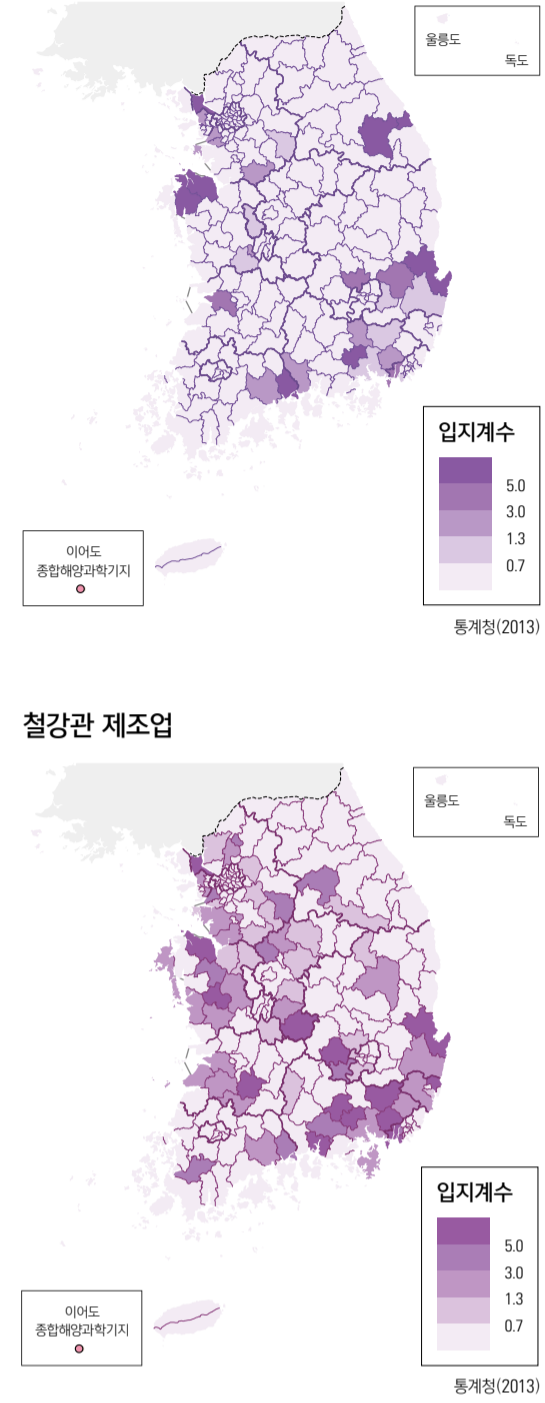 울릉도
독도
입지계수
5.0
3.0
1.3
0.7
이어도
종합해양과학기지
통계청(2013)
철강관 제조업
울릉도
독도
입지계수
5.0
3.0
1.3
0.7
이어도
종합해양과학기지
통계청(2013)